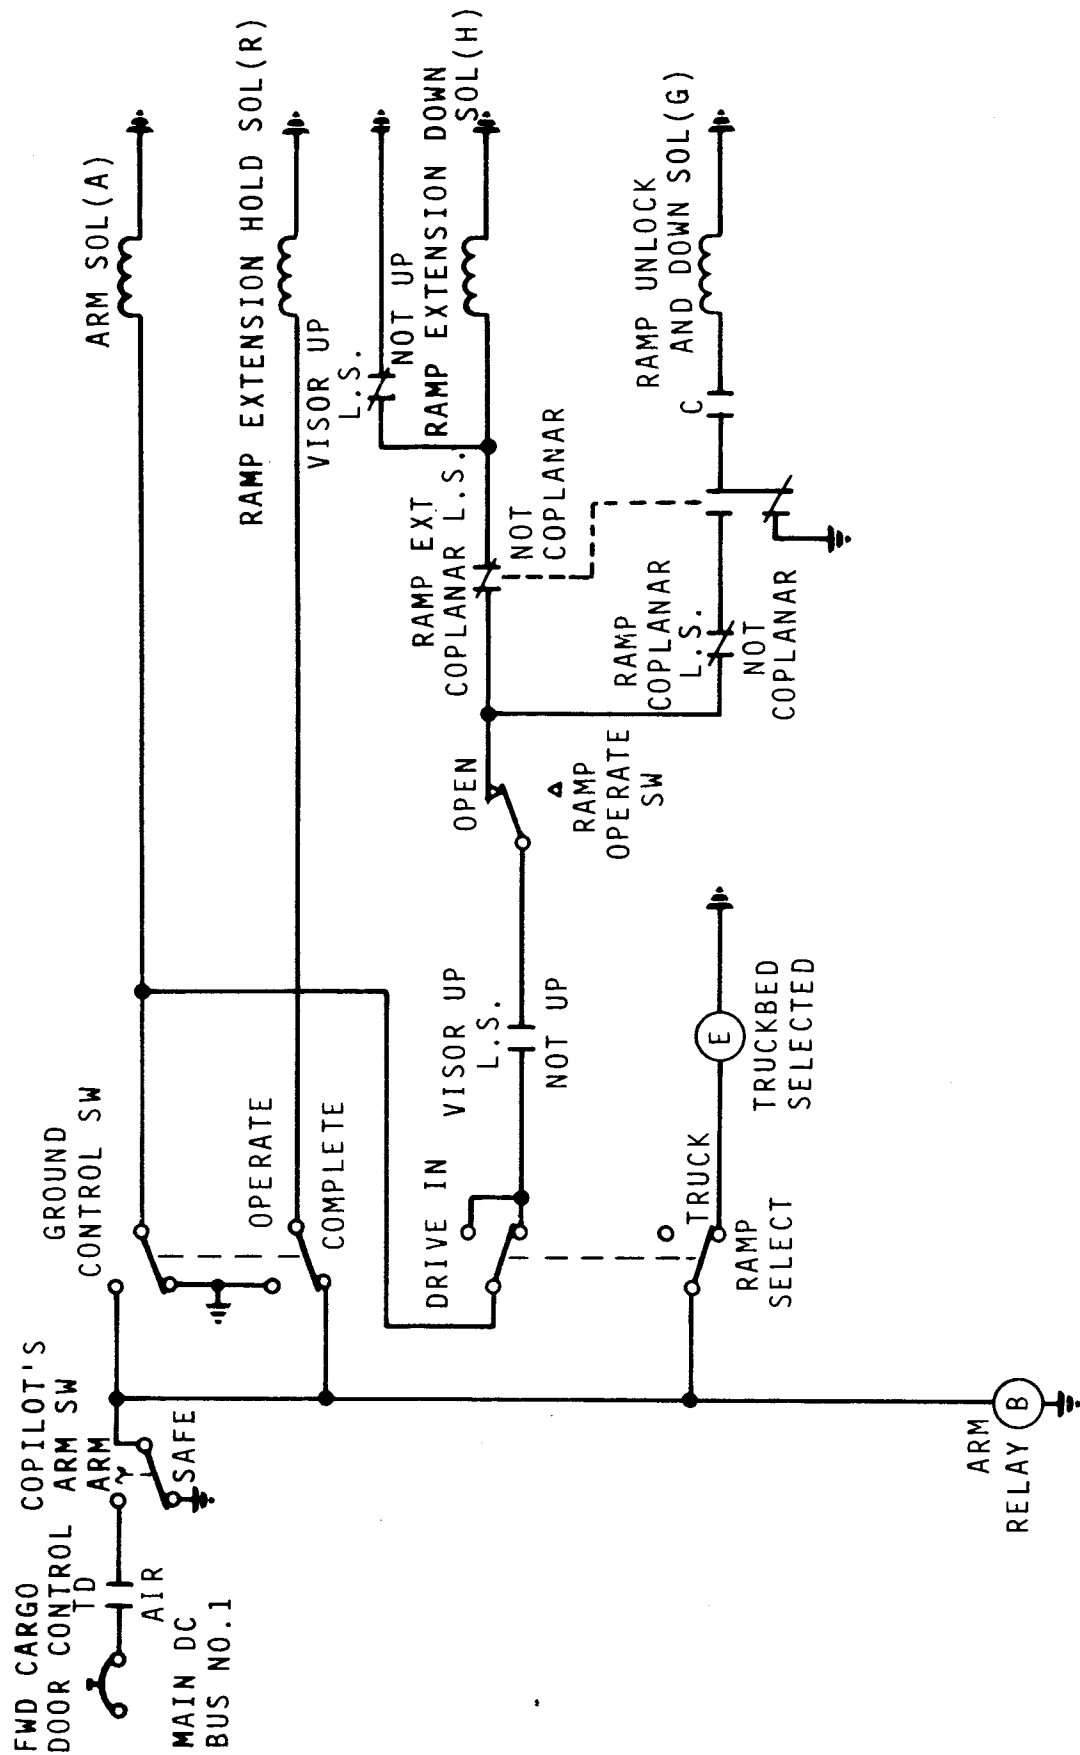 FWD CARGO
DOOR CONTROL
TD
AIR
MAIN DC
BUS NO.1
COPILOT'S
ARM SW
ARM
SAFE
GROUND
CONTROL SW
OPERATE
COMPLETE
ARM SOL(A)
RAMP EXTENSION HOLD SOL(R)
VISOR UP
L.S.
NOT UP
RAMP EXTENSION DOWN
SOL(H)
RAMP EXT
COPLANAR L.S.
NOT
COPLANAR
DRIVE IN
VISOR UP
L.S.
NOT UP
OPEN
RAMP
OPERATE
SW
RAMP
COPLANAR
L.S.
NOT
COPLANAR
C
RAMP UNLOCK
AND DOWN SOL(G)
TRUCK
RAMP
SELECT
E
TRUCKBED
SELECTED
ARM
RELAY
B